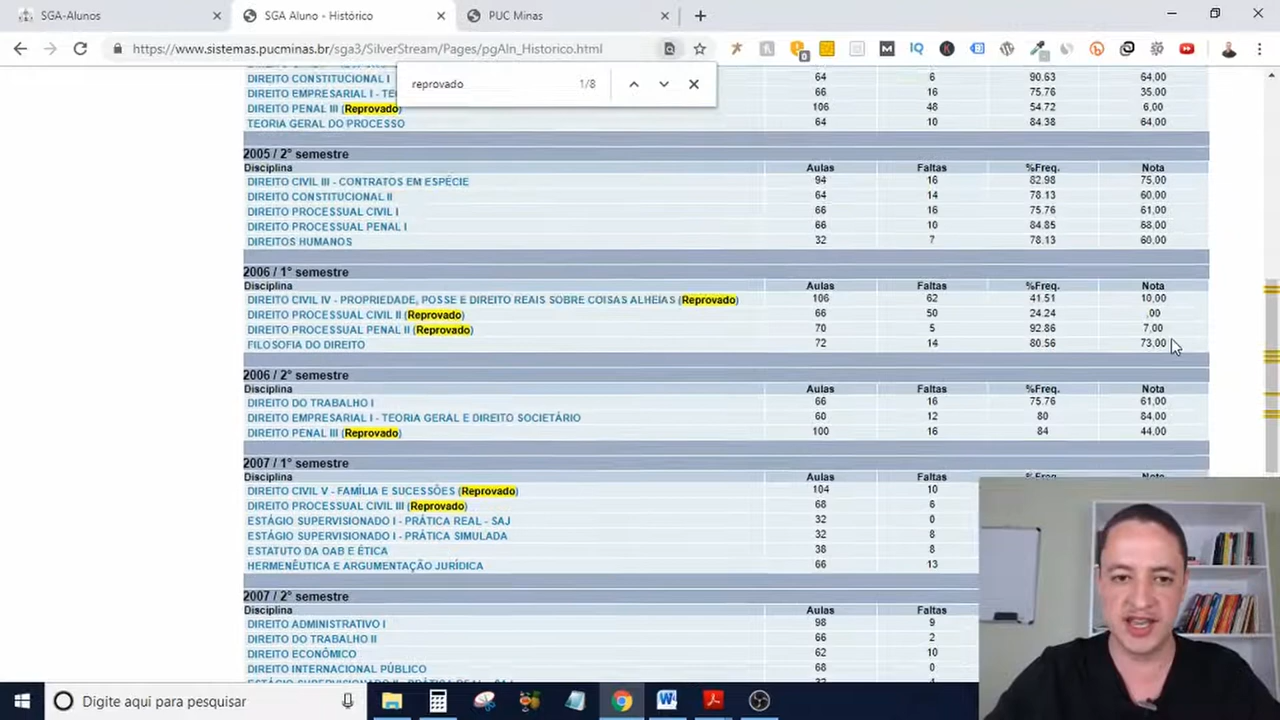 SGA-Alunos
SGA Aluno - Histórico
PUC Minas
https://www.sistemas.pucminas.br/sga3/SilverStream/Pages/pgAln_Historico.html
reprovado 1/8
DIREITO CONSTITUCIONAL I 64 6 90.63 64,00
DIREITO EMPRESARIAL I - TE 66 16 75.76 35,00
DIREITO PENAL III (Reprovado) 106 48 54.72 6,00
TEORIA GERAL DO PROCESSO 64 10 84.38 64,00
2005 / 2° semestre
Disciplina Aulas Faltas %Freq. Nota
DIREITO CIVIL III - CONTRATOS EM ESPÉCIE 94 16 82.98 75,00
DIREITO CONSTITUCIONAL II 64 14 78.13 60,00
DIREITO PROCESSUAL CIVIL I 66 16 75.76 61,00
DIREITO PROCESSUAL PENAL I 66 10 84.85 68,00
DIREITOS HUMANOS 32 7 78.13 60,00
2006 / 1° semestre
Disciplina Aulas Faltas %Freq. Nota
DIREITO CIVIL IV - PROPRIEDADE, POSSE E DIREITO REAIS SOBRE COISAS ALHEIAS (Reprovado) 106 62 41.51 10,00
DIREITO PROCESSUAL CIVIL II (Reprovado) 66 50 24.24 ,00
DIREITO PROCESSUAL PENAL II (Reprovado) 70 5 92.86 7,00
FILOSOFIA DO DIREITO 72 14 80.56 73,00
2006 / 2° semestre
Disciplina Aulas Faltas %Freq. Nota
DIREITO DO TRABALHO I 66 16 75.76 61,00
DIREITO EMPRESARIAL I - TEORIA GERAL E DIREITO SOCIETÁRIO 60 12 80 84,00
DIREITO PENAL III (Reprovado) 100 16 84 44,00
2007 / 1° semestre
Disciplina Aulas Faltas %Freq. Nota
DIREITO CIVIL V - FAMÍLIA E SUCESSÕES (Reprovado) 104 10
DIREITO PROCESSUAL CIVIL III (Reprovado) 68 6
ESTÁGIO SUPERVISIONADO I - PRÁTICA REAL - SAJ 32 0
ESTÁGIO SUPERVISIONADO I - PRÁTICA SIMULADA 32 8
ESTATUTO DA OAB E ÉTICA 38 8
HERMENÊUTICA E ARGUMENTAÇÃO JURÍDICA 66 13
2007 / 2° semestre
Disciplina Aulas Faltas
DIREITO ADMINISTRATIVO I 98 9
DIREITO DO TRABALHO II 66 2
DIREITO ECONÔMICO 62 10
DIREITO INTERNACIONAL PÚBLICO 68 0
Digite aqui para pesquisar